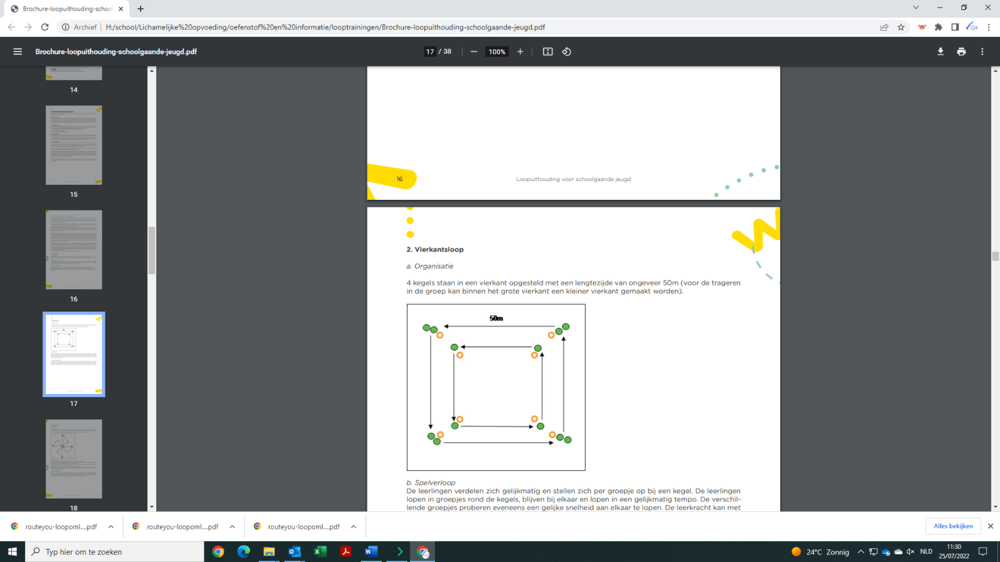 Brochure-loopuithouding-school
Archief
H:/school/Lichamelijke%20opvoeding/oefenstof%20en%20informatie/looptrainingen/Brochure-loopuithouding-schoolgaande-jeugd.pdf
Brochure-loopuithouding-schoolgaande-jeugd.pdf
17 / 38
100%
14
15
16
17
18
16
Loopuithouding voor schoolgaande jeugd
2. Vierkantsloop
a. Organisatie
4 kegels staan in een vierkant opgesteld met een lengtezijde van ongeveer 50m (voor de trageren
in de groep kan binnen het grote vierkant een kleiner vierkant gemaakt worden).
50m
b. Spelverloop
De leerlingen verdelen zich gelijkmatig en stellen zich per groepje op bij een kegel. De leerlingen
lopen in groepjes rond de kegels, blijven bij elkaar en lopen in een gelijkmatig tempo. De verschil-
lende groepjes proberen eveneens een gelijke snelheid aan elkaar te lopen. De leerkracht kan met
routeyou-loopoml....pdf
routeyou-loopoml....pdf
routeyou-loopoml....pdf
Alles bekijken
Typ hier om te zoeken
24°C Zonnig
NLD
11:30
25/07/2022